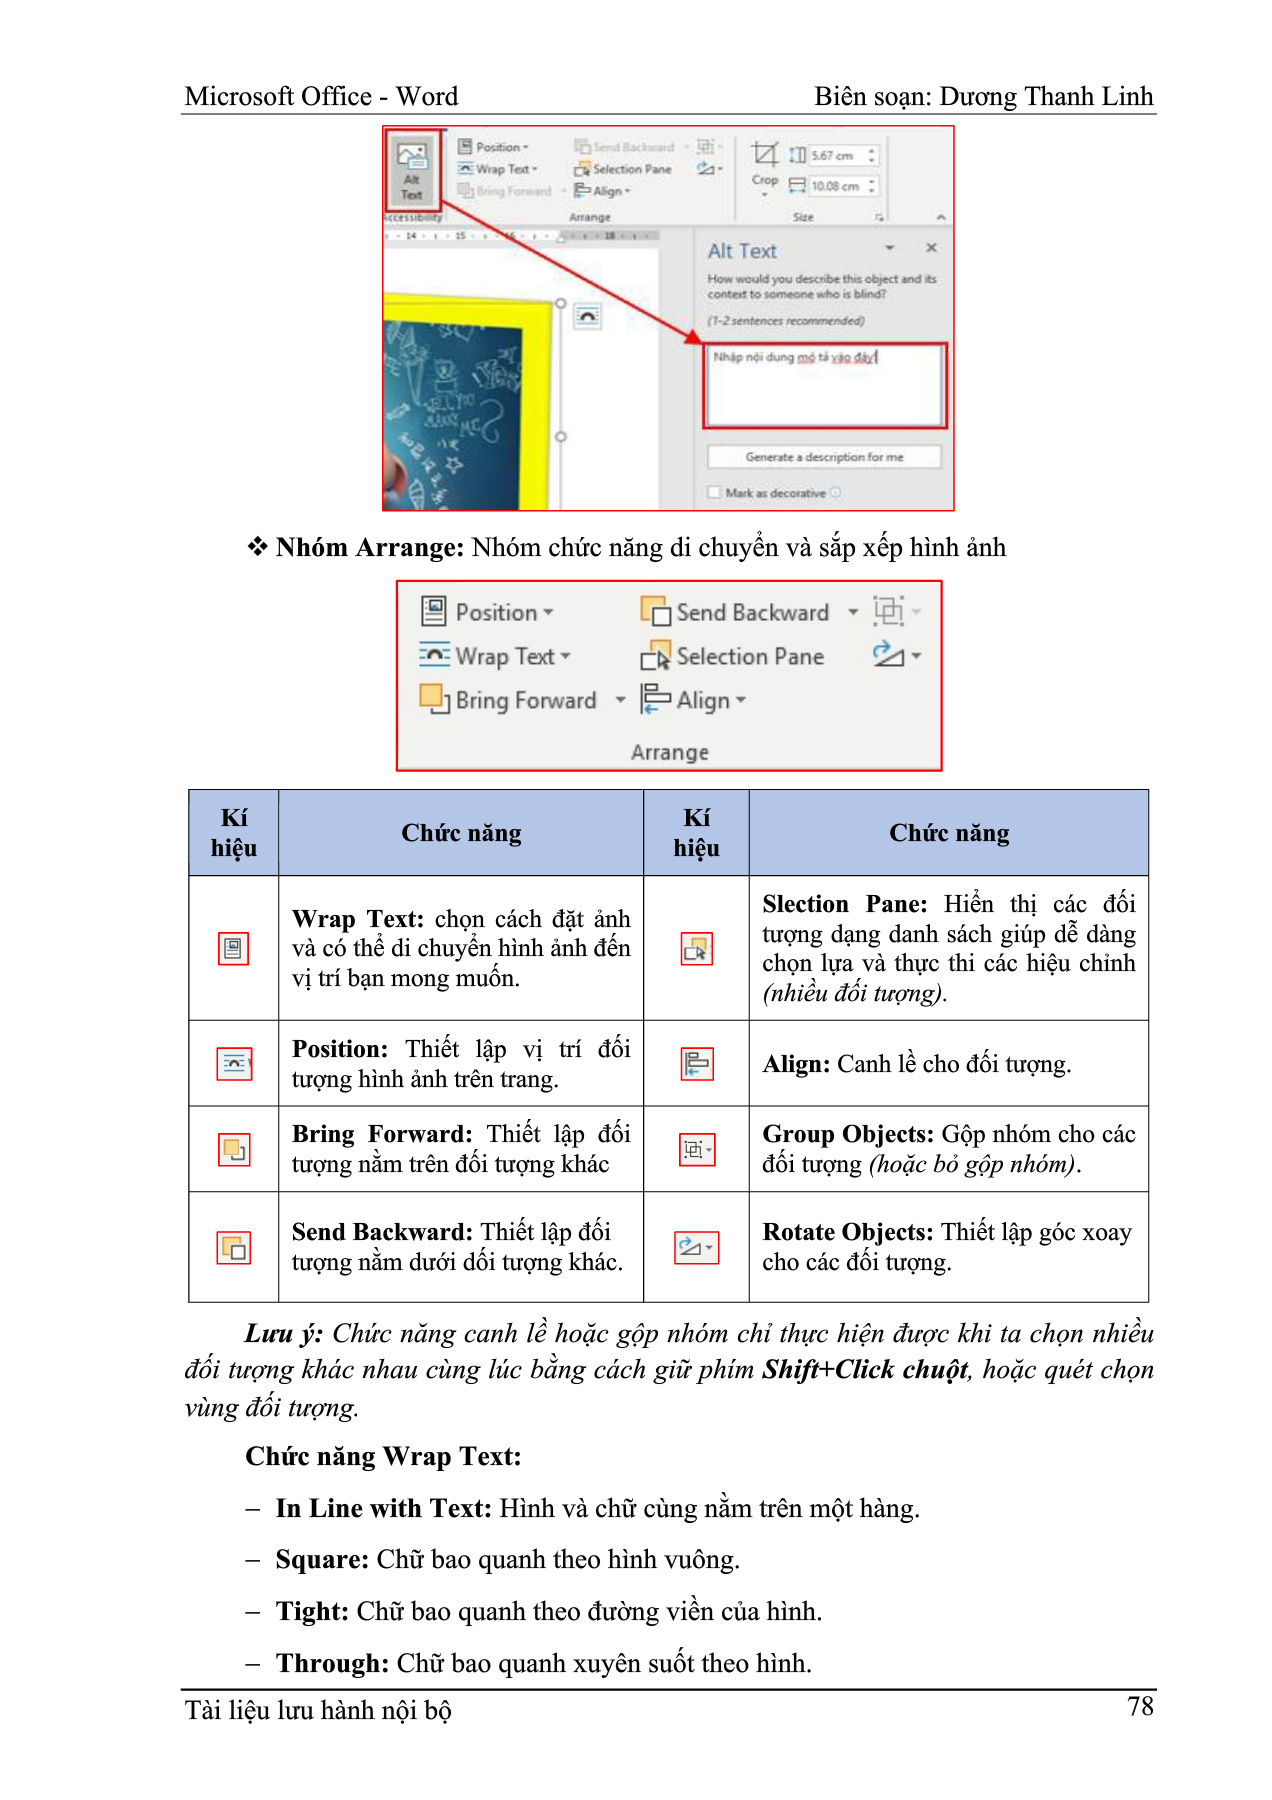 Microsoft Office - Word
Biên soạn: Dương Thanh Linh
Alt
Text
Accessibility
Position
Wrap Text
Bring Forward
Send Backward
Selection Pane
Align
Arrange
Crop
5.67 cm
10.08 cm
Size
14 15 16 18
Alt Text
How would you describe this object and its
context to someone who is blind?
(1-2 sentences recommended)
Nhập nội dung mô tả vào đây!
Generate a description for me
Mark as decorative
❖ Nhóm Arrange: Nhóm chức năng di chuyển và sắp xếp hình ảnh
Position
Send Backward
Wrap Text
Selection Pane
Bring Forward
Align
Arrange
Kí
hiệu
Chức năng
Kí
hiệu
Chức năng
Wrap Text: chọn cách đặt ảnh
và có thể di chuyển hình ảnh đến
vị trí bạn mong muốn.
Slection Pane: Hiển thị các đối
tượng dạng danh sách giúp dễ dàng
chọn lựa và thực thi các hiệu chỉnh
(nhiều đối tượng).
Position: Thiết lập vị trí đối
tượng hình ảnh trên trang.
Align: Canh lề cho đối tượng.
Bring Forward: Thiết lập đối
tượng nằm trên đối tượng khác
Group Objects: Gộp nhóm cho các
đối tượng (hoặc bỏ gộp nhóm).
Send Backward: Thiết lập đối
tượng nằm dưới dối tượng khác.
Rotate Objects: Thiết lập góc xoay
cho các đối tượng.
Lưu ý: Chức năng canh lề hoặc gộp nhóm chỉ thực hiện được khi ta chọn nhiều
đối tượng khác nhau cùng lúc bằng cách giữ phím Shift+Click chuột, hoặc quét chọn
vùng đối tượng.
Chức năng Wrap Text:
– In Line with Text: Hình và chữ cùng nằm trên một hàng.
– Square: Chữ bao quanh theo hình vuông.
– Tight: Chữ bao quanh theo đường viền của hình.
– Through: Chữ bao quanh xuyên suốt theo hình.
Tài liệu lưu hành nội bộ
78